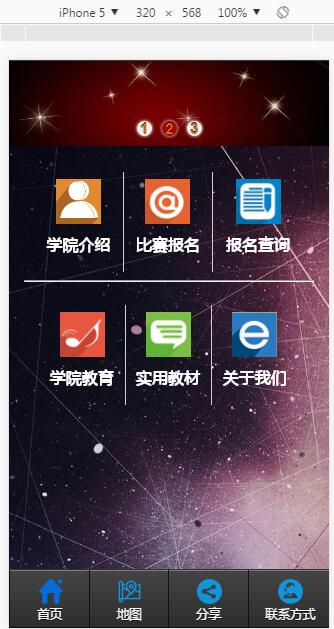 iPhone 5 ▼ 320 × 568 100% ▼
1 2 3
学院介绍 比赛报名 报名查询
学院教育 实用教材 关于我们
首页 地图 分享 联系方式